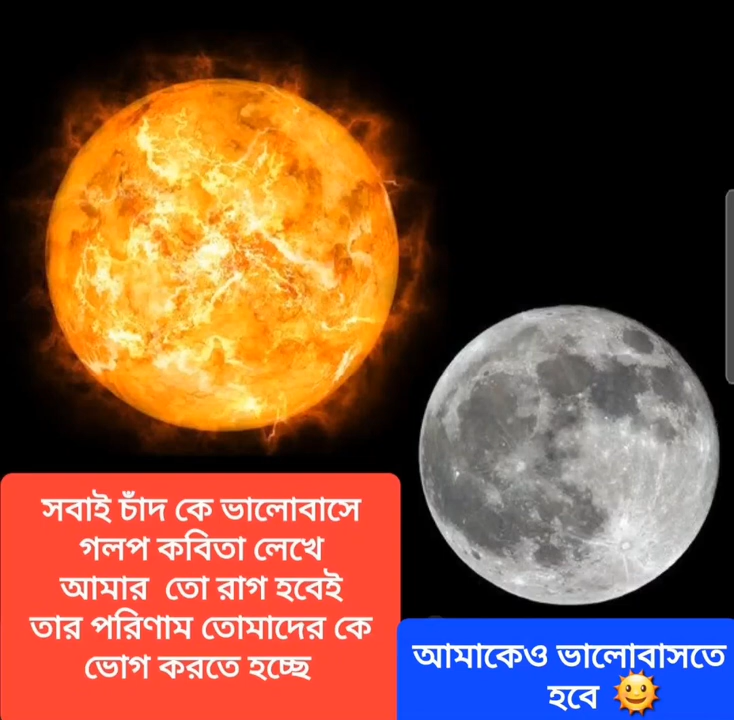 সবাই চাঁদ কে ভালোবাসে
গলপ কবিতা লেখে
আমার তো রাগ হবেই
তার পরিণাম তোমাদের কে
ভোগ করতে হচ্ছে
আমাকেও ভালোবাসতে
হবে 🌞